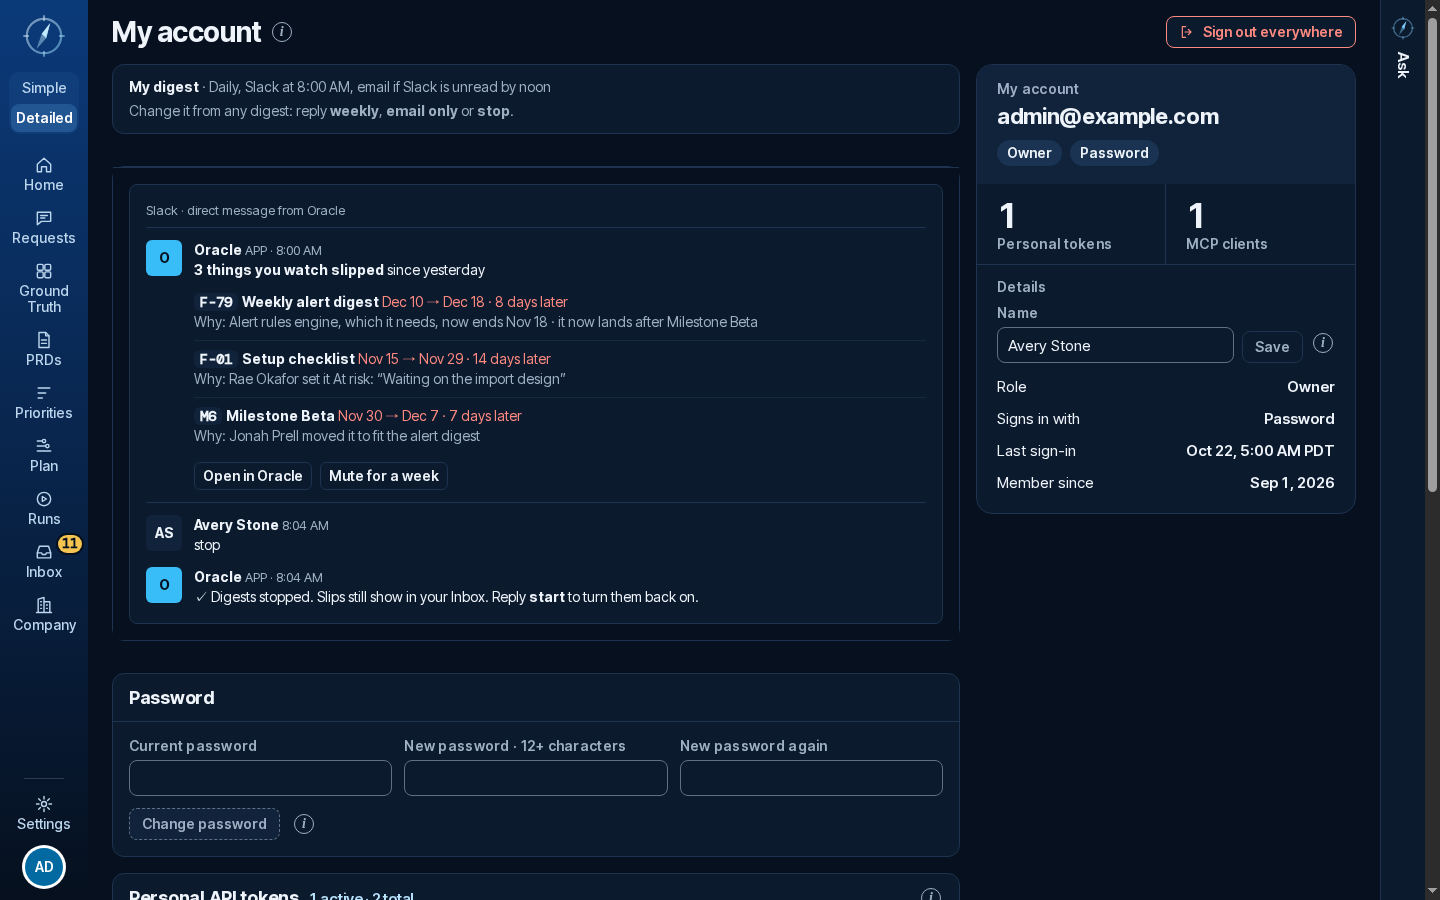 Simple
Detailed
Home
Requests
Ground
Truth
PRDs
Priorities
Plan
Runs
11
Inbox
Company
Settings
AD
My account i
Sign out everywhere
My digest · Daily, Slack at 8:00 AM, email if Slack is unread by noon
Change it from any digest: reply weekly, email only or stop.
Slack · direct message from Oracle
O
Oracle APP · 8:00 AM
3 things you watch slipped since yesterday
F-79 Weekly alert digest Dec 10 → Dec 18 · 8 days later
Why: Alert rules engine, which it needs, now ends Nov 18 · it now lands after Milestone Beta
F-01 Setup checklist Nov 15 → Nov 29 · 14 days later
Why: Rae Okafor set it At risk: “Waiting on the import design”
M6 Milestone Beta Nov 30 → Dec 7 · 7 days later
Why: Jonah Prell moved it to fit the alert digest
Open in Oracle Mute for a week
AS
Avery Stone 8:04 AM
stop
O
Oracle APP · 8:04 AM
✓ Digests stopped. Slips still show in your Inbox. Reply start to turn them back on.
Password
Current password New password · 12+ characters New password again
Change password i
Personal API tokens 1 active · 2 total i
My account
admin@example.com
Owner Password
1 1
Personal tokens MCP clients
Details
Name
Avery Stone Save i
Role Owner
Signs in with Password
Last sign-in Oct 22, 5:00 AM PDT
Member since Sep 1, 2026
Ask